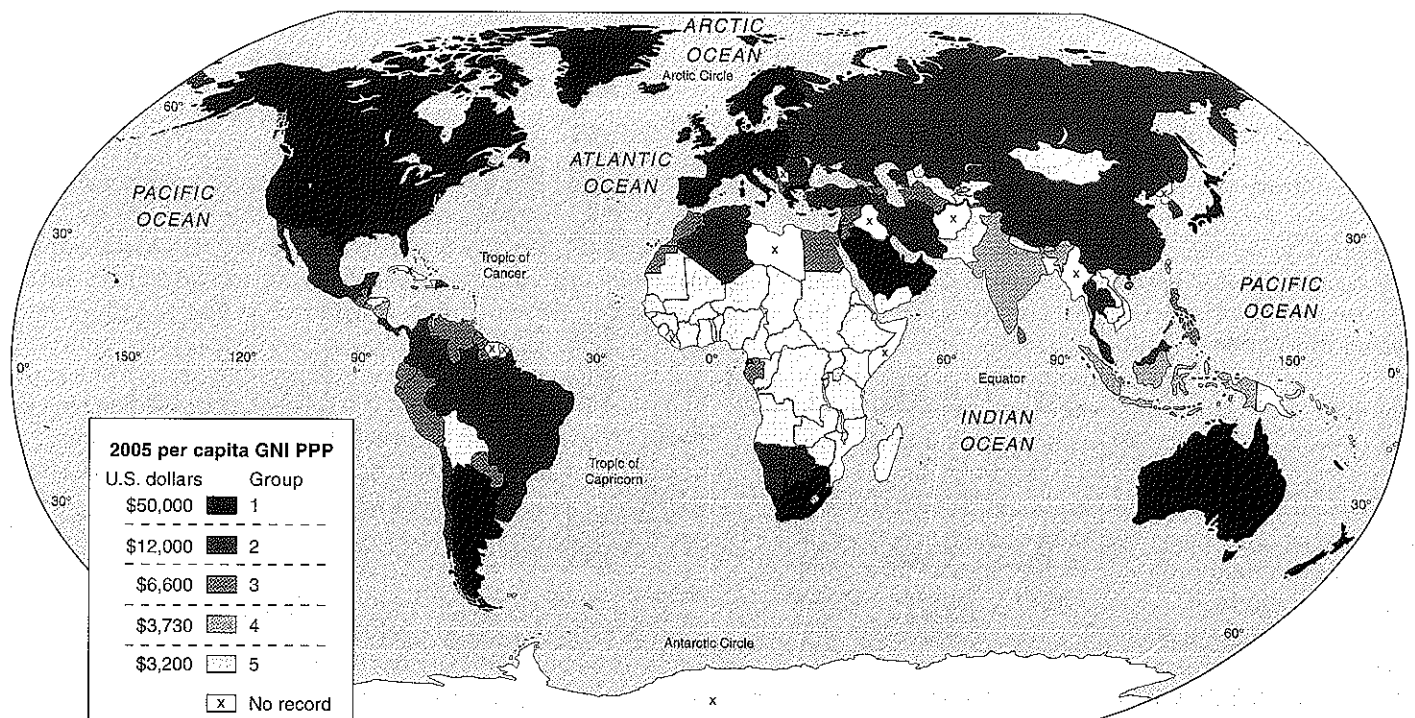 ARCTIC
OCEAN
Arctic Circle
60°
ATLANTIC
OCEAN
PACIFIC
OCEAN
30°
30°
Tropic of
Cancer
PACIFIC
OCEAN
0°
150°
120°
90°
30°
0°
60°
90°
150°
0°
Equator
INDIAN
OCEAN
Tropic of
Capricorn
30°
30°
60°
Antarctic Circle
2005 per capita GNI PPP
U.S. dollars Group
$50,000 1
$12,000 2
$6,600 3
$3,730 4
$3,200 5
x No record
x
x
x
x
x
x